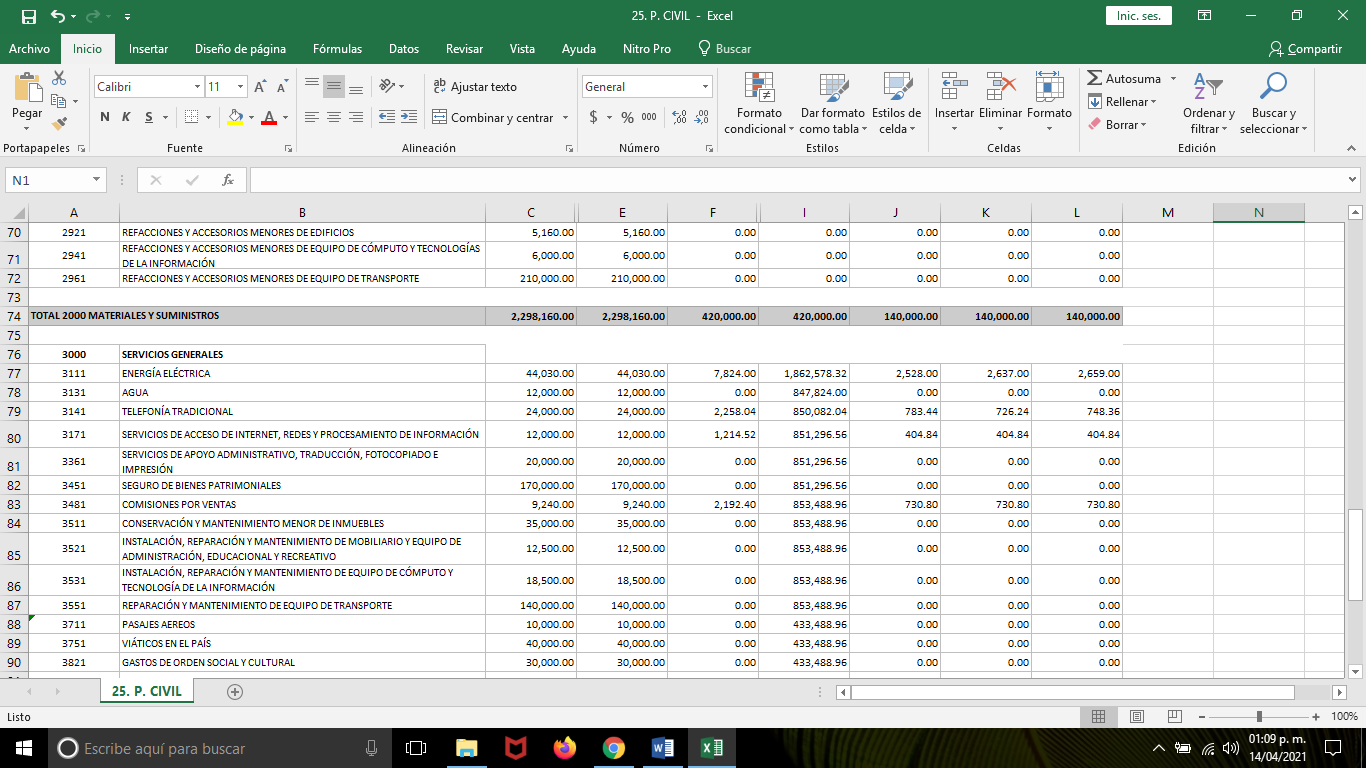 25. P. CIVIL - Excel
Inic. ses.
Archivo Inicio Insertar Diseño de página Fórmulas Datos Revisar Vista Ayuda Nitro Pro Buscar Compartir
Pegar
Portapapeles
Calibri 11
N K S
Fuente
Ajustar texto
Combinar y centrar
Alineación
General
$ % 000
Número
Formato condicional
Dar formato como tabla
Estilos de celda
Estilos
Insertar Eliminar Formato
Celdas
Autosuma
Rellenar
Borrar
Ordenar y filtrar
Buscar y seleccionar
Edición
N1 fx
A B C E F I J K L M N
70 2921 REFACCIONES Y ACCESORIOS MENORES DE EDIFICIOS 5,160.00 5,160.00 0.00 0.00 0.00 0.00 0.00
71 2941 REFACCIONES Y ACCESORIOS MENORES DE EQUIPO DE CÓMPUTO Y TECNOLOGÍAS
DE LA INFORMACIÓN 6,000.00 6,000.00 0.00 0.00 0.00 0.00 0.00
72 2961 REFACCIONES Y ACCESORIOS MENORES DE EQUIPO DE TRANSPORTE 210,000.00 210,000.00 0.00 0.00 0.00 0.00 0.00
73
74 TOTAL 2000 MATERIALES Y SUMINISTROS 2,298,160.00 2,298,160.00 420,000.00 420,000.00 140,000.00 140,000.00 140,000.00
75
76 3000 SERVICIOS GENERALES
77 3111 ENERGÍA ELÉCTRICA 44,030.00 44,030.00 7,824.00 1,862,578.32 2,528.00 2,637.00 2,659.00
78 3131 AGUA 12,000.00 12,000.00 0.00 847,824.00 0.00 0.00 0.00
79 3141 TELEFONÍA TRADICIONAL 24,000.00 24,000.00 2,258.04 850,082.04 783.44 726.24 748.36
80 3171 SERVICIOS DE ACCESO DE INTERNET, REDES Y PROCESAMIENTO DE INFORMACIÓN 12,000.00 12,000.00 1,214.52 851,296.56 404.84 404.84 404.84
81 3361 SERVICIOS DE APOYO ADMINISTRATIVO, TRADUCCIÓN, FOTOCOPIADO E
IMPRESIÓN 20,000.00 20,000.00 0.00 851,296.56 0.00 0.00 0.00
82 3451 SEGURO DE BIENES PATRIMONIALES 170,000.00 170,000.00 0.00 851,296.56 0.00 0.00 0.00
83 3481 COMISIONES POR VENTAS 9,240.00 9,240.00 2,192.40 853,488.96 730.80 730.80 730.80
84 3511 CONSERVACIÓN Y MANTENIMIENTO MENOR DE INMUEBLES 35,000.00 35,000.00 0.00 853,488.96 0.00 0.00 0.00
85 3521 INSTALACIÓN, REPARACIÓN Y MANTENIMIENTO DE MOBILIARIO Y EQUIPO DE
ADMINISTRACIÓN, EDUCACIONAL Y RECREATIVO 12,500.00 12,500.00 0.00 853,488.96 0.00 0.00 0.00
86 3531 INSTALACIÓN, REPARACIÓN Y MANTENIMIENTO DE EQUIPO DE CÓMPUTO Y
TECNOLOGÍA DE LA INFORMACIÓN 18,500.00 18,500.00 0.00 853,488.96 0.00 0.00 0.00
87 3551 REPARACIÓN Y MANTENIMIENTO DE EQUIPO DE TRANSPORTE 140,000.00 140,000.00 0.00 853,488.96 0.00 0.00 0.00
88 3711 PASAJES AEREOS 10,000.00 10,000.00 0.00 433,488.96 0.00 0.00 0.00
89 3751 VIÁTICOS EN EL PAÍS 40,000.00 40,000.00 0.00 433,488.96 0.00 0.00 0.00
90 3821 GASTOS DE ORDEN SOCIAL Y CULTURAL 30,000.00 30,000.00 0.00 433,488.96 0.00 0.00 0.00
25. P. CIVIL
Listo 100%
Escribe aquí para buscar
01:09 p. m.
14/04/2021